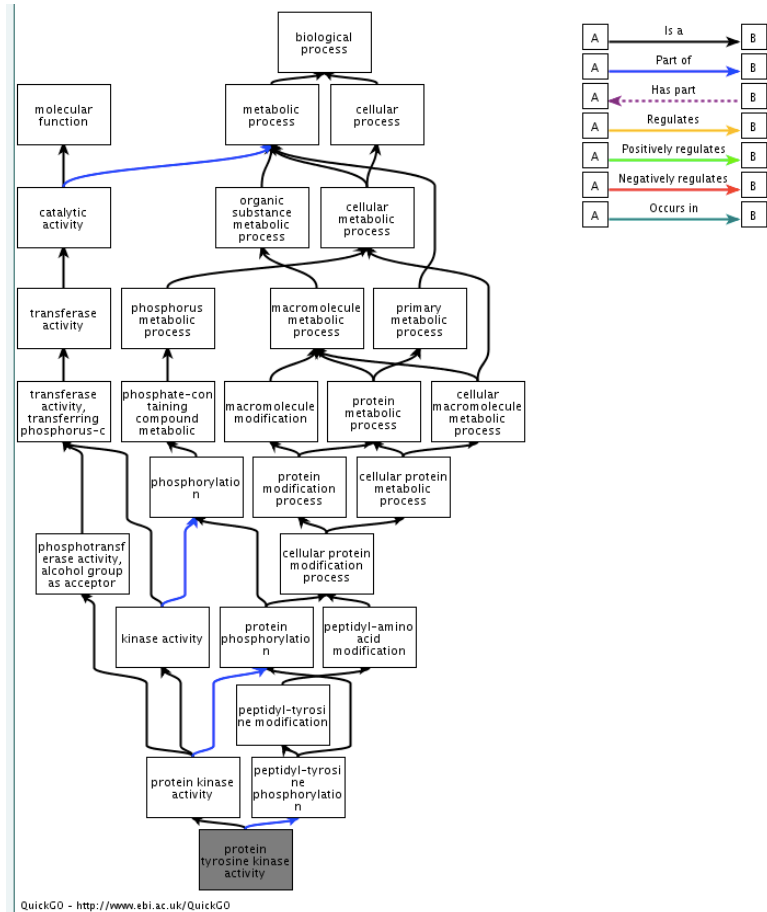 biological
process
molecular
function
metabolic
process
cellular
process
catalytic
activity
organic
substance
metabolic
process
cellular
metabolic
process
transferase
activity
phosphorus
metabolic
process
macromolecule
metabolic
process
primary
metabolic
process
transferase
activity,
transferring
phosphorus-c
phosphate-con
taining
compound
metabolic
macromolecule
modification
protein
metabolic
process
cellular
macromolecule
metabolic
process
phosphorylatio
n
protein
modification
process
cellular protein
metabolic
process
phosphotransf
erase activity,
alcohol group
as acceptor
cellular protein
modification
process
kinase activity
protein
phosphorylatio
n
peptidyl-amino
acid
modification
peptidyl-tyrosi
ne modification
protein kinase
activity
peptidyl-tyrosi
ne
phosphorylatio
n
protein
tyrosine kinase
activity
QuickGO - http://www.ebi.ac.uk/QuickGO
A Is a B
A Part of B
A Has part B
A Regulates B
A Positively regulates B
A Negatively regulates B
A Occurs in B